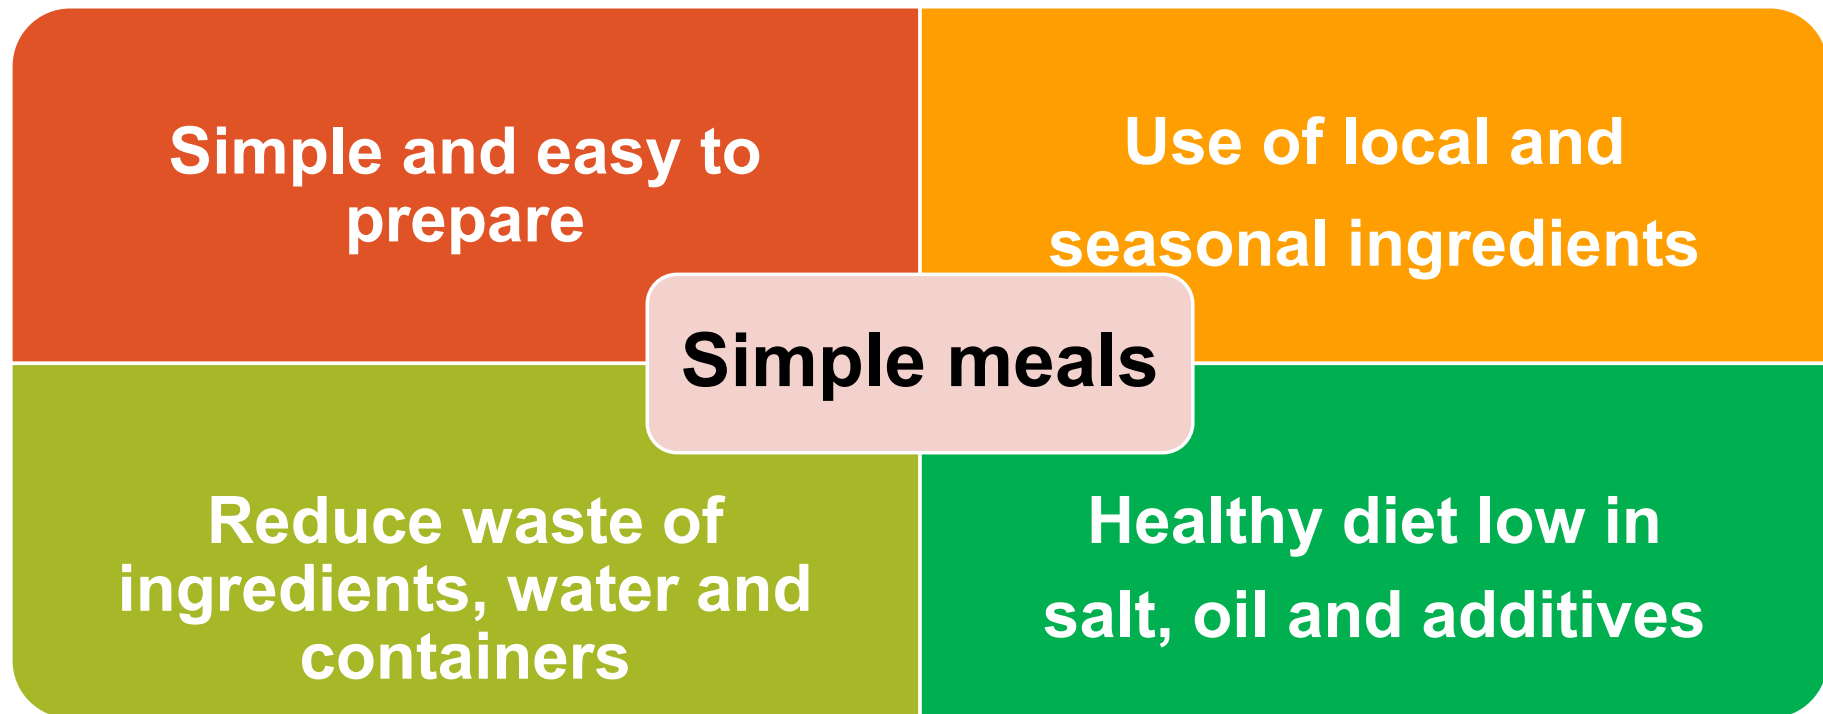 Simple and easy to
prepare
Use of local and
seasonal ingredients
Simple meals
Reduce waste of
ingredients, water and
containers
Healthy diet low in
salt, oil and additives